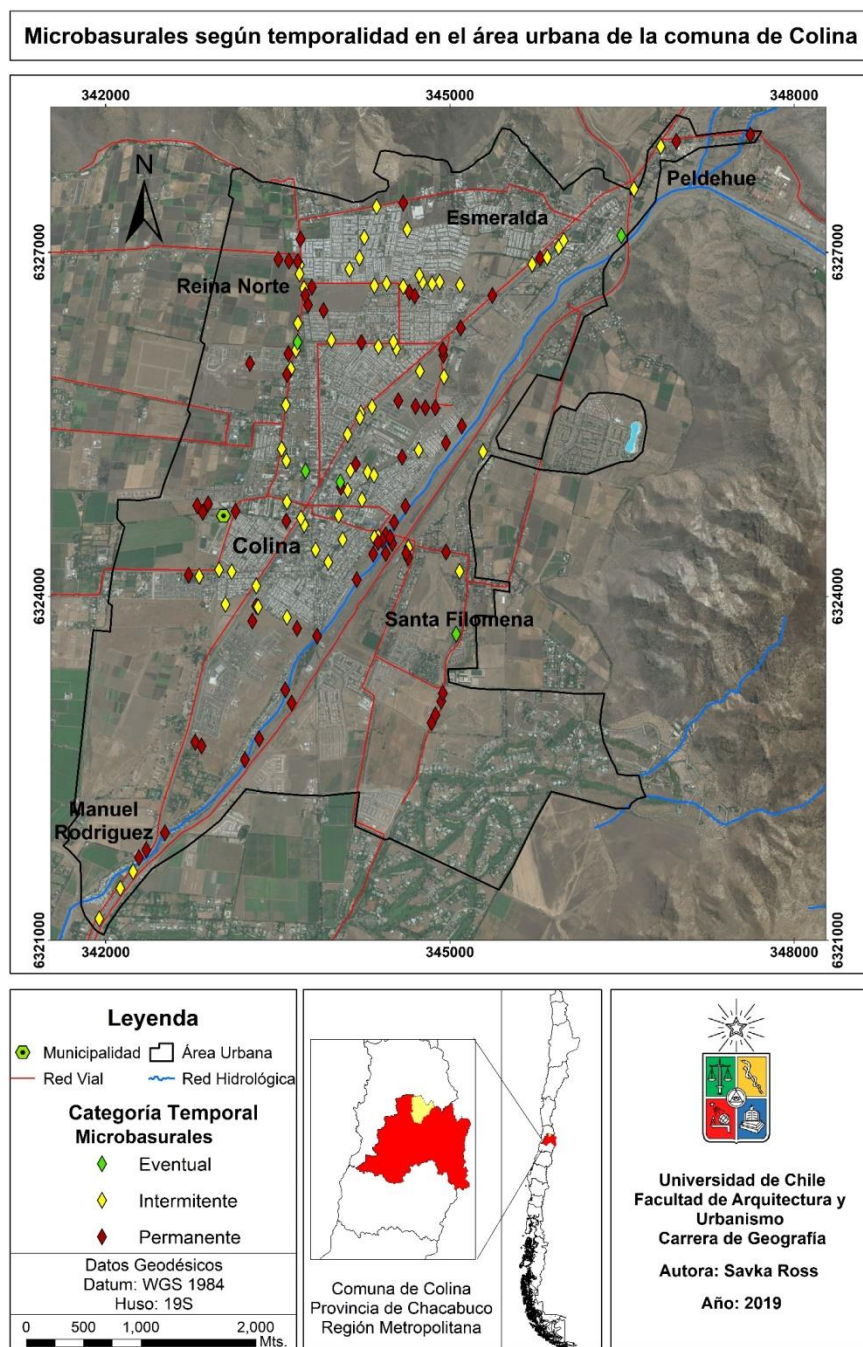 Microbasurales según temporalidad en el área urbana de la comuna de Colina
342000
345000
348000
N
Peldehue
Esmeralda
6327000
6327000
Reina Norte
Colina
6324000
6324000
Santa Filomena
Manuel
Rodriguez
6321000
6321000
342000
345000
348000
Leyenda
Municipalidad
Área Urbana
Red Vial
Red Hidrológica
Categoría Temporal
Microbasurales
Eventual
Intermitente
Permanente
Datos Geodésicos
Datum: WGS 1984
Huso: 19S
0 500 1,000 2,000
Mts.
Comuna de Colina
Provincia de Chacabuco
Región Metropolitana
Universidad de Chile
Facultad de Arquitectura y
Urbanismo
Carrera de Geografía
Autora: Savka Ross
Año: 2019